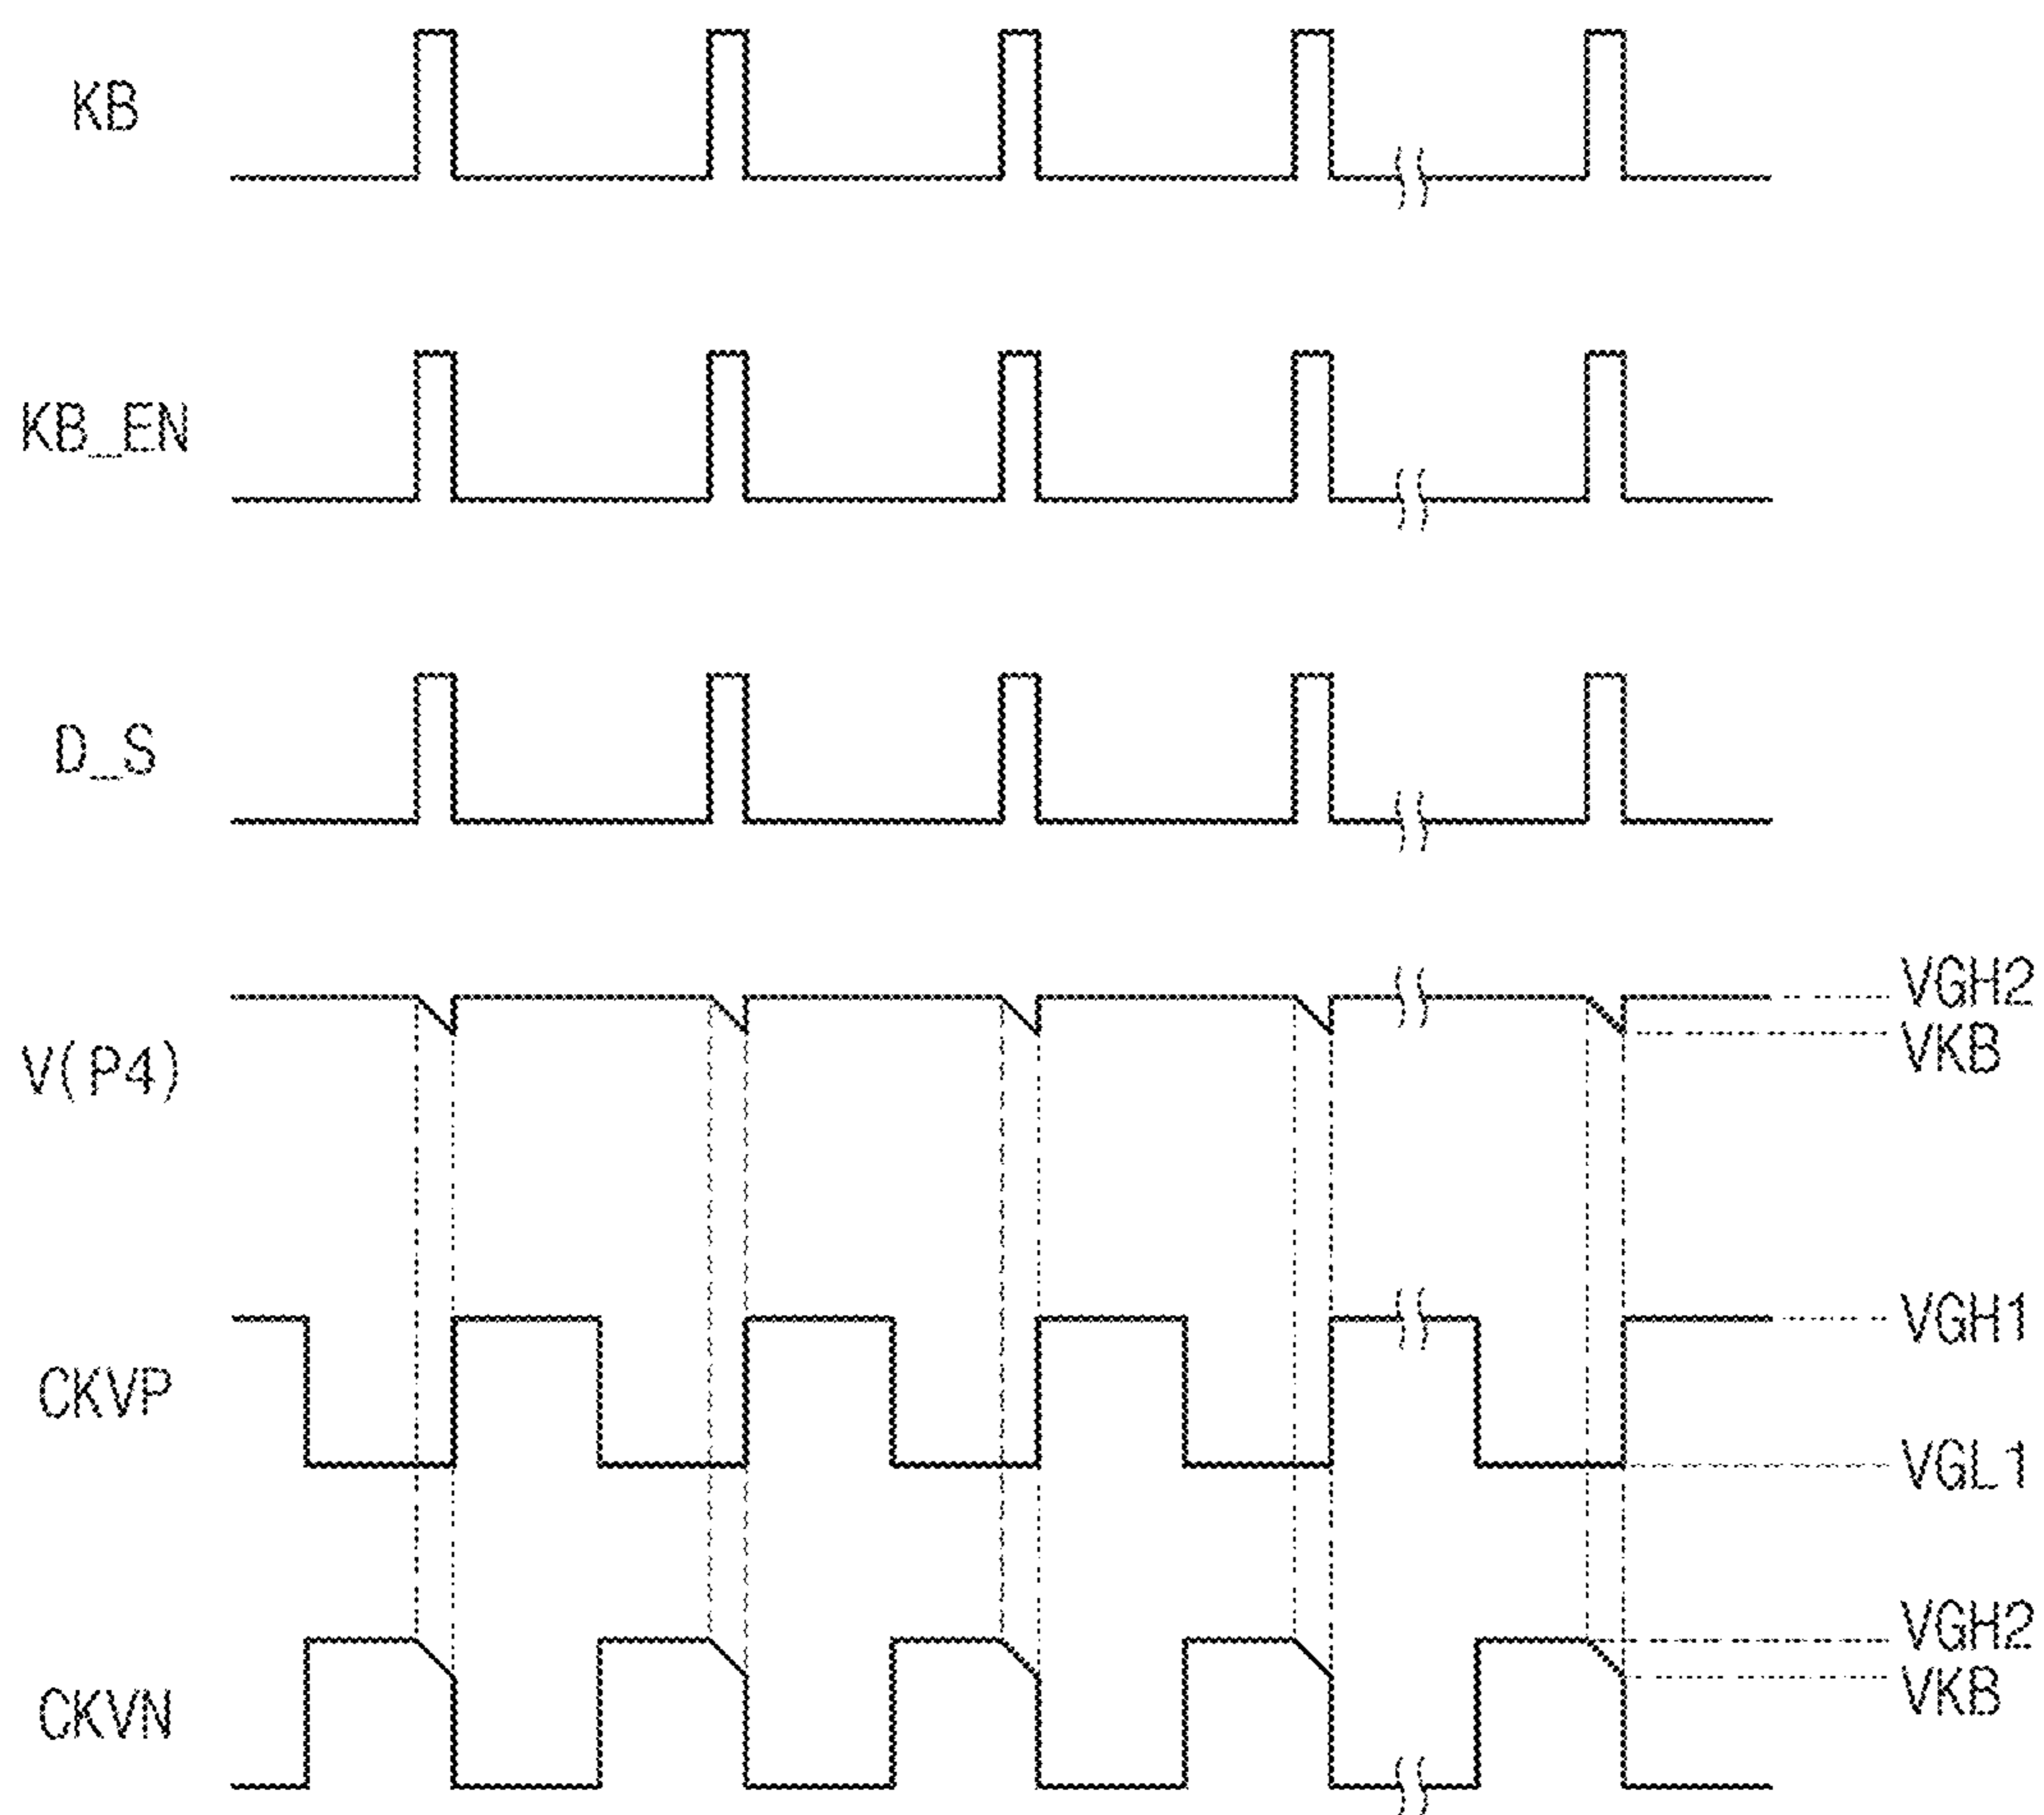 KB
KB_EN
D_S
V(P4)
VGH2
VKB
CKVP
VGH1
VGL1
CKVN
VGH2
VKB